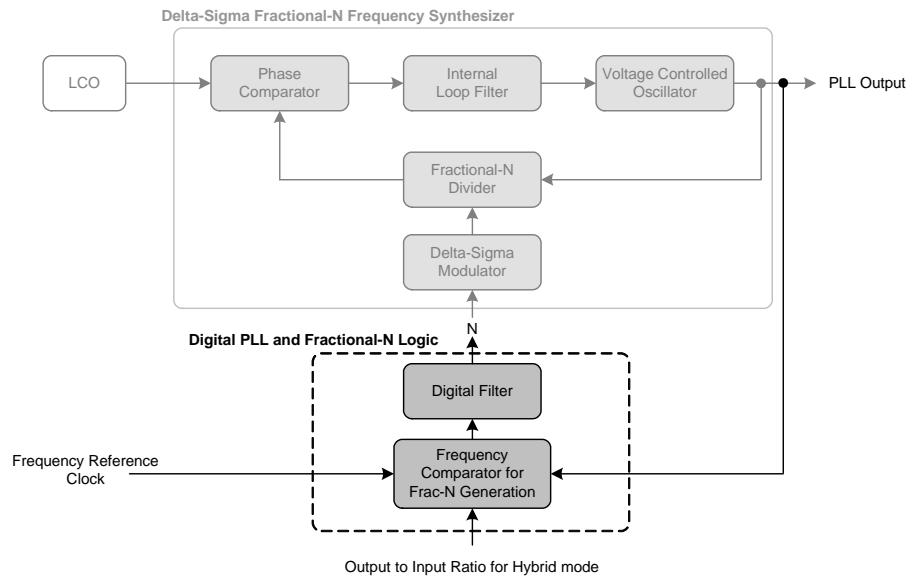 Delta-Sigma Fractional-N Frequency Synthesizer
LCO
Phase
Comparator
Internal
Loop Filter
Voltage Controlled
Oscillator
PLL Output
Fractional-N
Divider
Delta-Sigma
Modulator
N
Digital PLL and Fractional-N Logic
Digital Filter
Frequency Reference
Clock
Frequency
Comparator for
Frac-N Generation
Output to Input Ratio for Hybrid mode